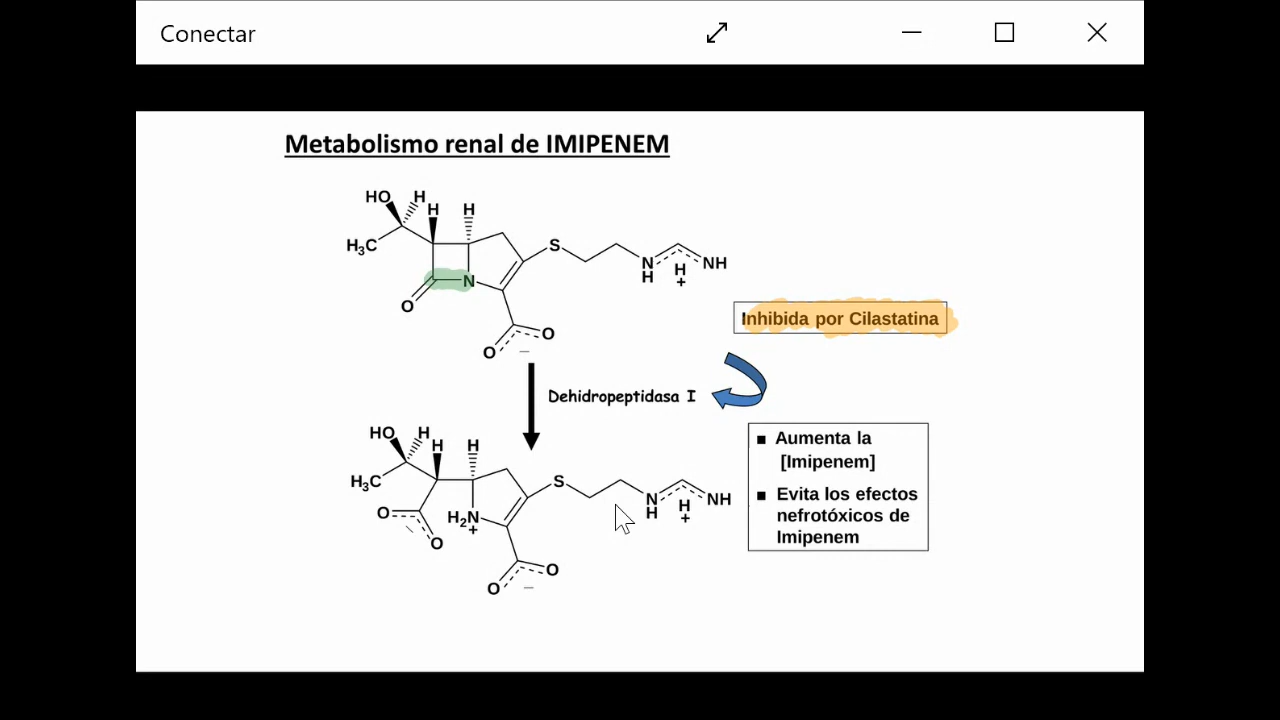 Conectar
Metabolismo renal de IMIPENEM
HO H
H H
H₃C S
N N NH
H H
O +
O
O
–
Inhibida por Cilastatina
Dehidropeptidasa I
HO H
H H
H₃C S
N NH
O H₂N H H
+ +
– O
O
O
–
■ Aumenta la
[Imipenem]
■ Evita los efectos
nefrotóxicos de
Imipenem